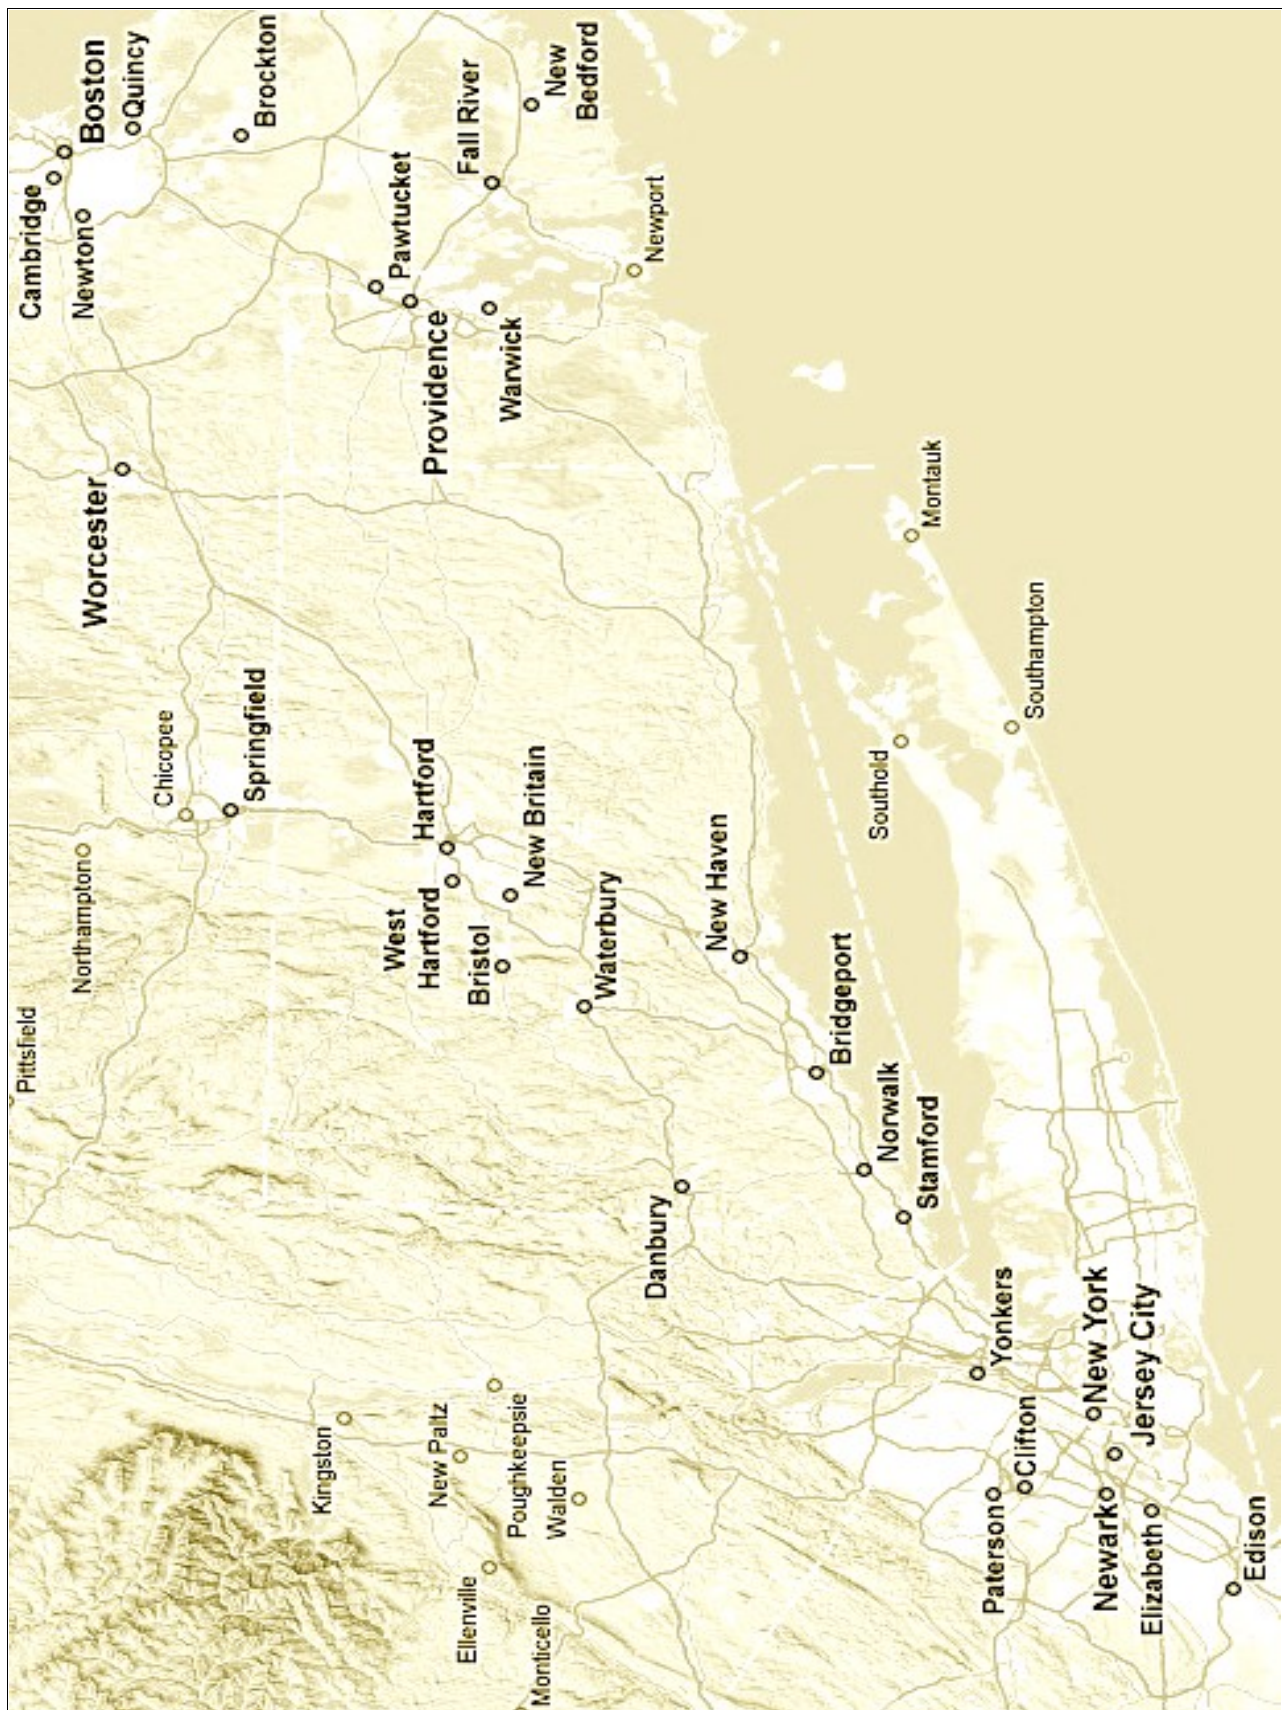 Pittsfield
Northampton
Chicopee
Springfield
Worcester
Cambridge
Newton
Boston
Quincy
Brockton
Pawtucket
Providence
Warwick
Fall River
New
Bedford
Newport
Kingston
New Paltz
Poughkeepsie
Walden
Ellenville
Monticello
West
Hartford
Hartford
Bristol
New Britain
Waterbury
New Haven
Danbury
Bridgeport
Norwalk
Stamford
Southold
Montauk
Southampton
Yonkers
Paterson
Clifton
New York
Newark
Jersey City
Elizabeth
Edison